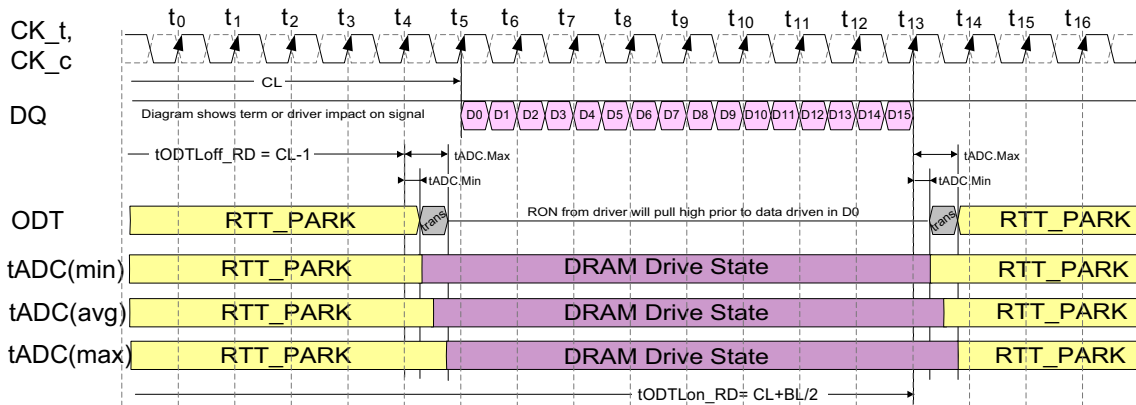 t0 t1 t2 t3 t4 t5 t6 t7 t8 t9 t10 t11 t12 t13 t14 t15 t16
CK_t,
CK_c
CL
DQ Diagram shows term or driver impact on signal D0 D1 D2 D3 D4 D5 D6 D7 D8 D9 D10 D11 D12 D13 D14 D15
tODTLoff_RD = CL-1 tADC.Max tADC.Max
tADC.Min tADC.Min
ODT RTT_PARK trans RON from driver will pull high prior to data driven in D0 trans RTT_PARK
tADC(min) RTT_PARK DRAM Drive State RTT_PARK
tADC(avg) RTT_PARK DRAM Drive State RTT_PARK
tADC(max) RTT_PARK DRAM Drive State RTT_PARK
tODTLon_RD= CL+BL/2